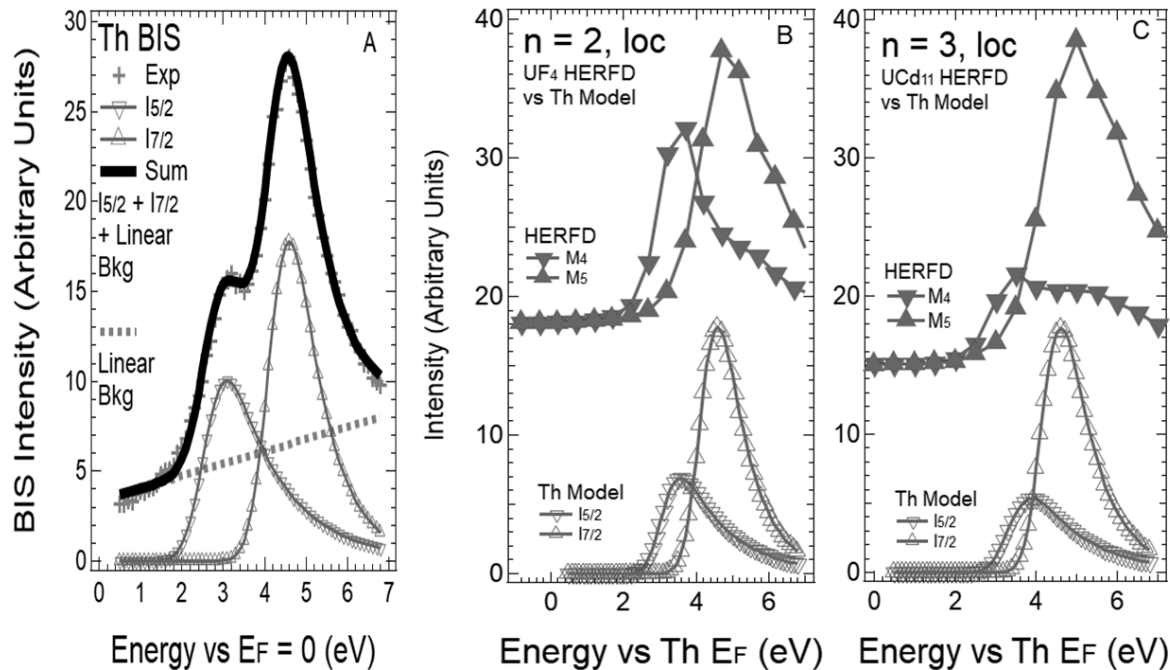 Th BIS
A
Exp
I5/2
I7/2
Sum
I5/2 + I7/2
+ Linear
Bkg
Linear
Bkg
BIS Intensity (Arbitrary Units)
30
25
20
15
10
5
0
0 1 2 3 4 5 6 7
Energy vs EF = 0 (eV)
n = 2, loc
B
UF4 HERFD
vs Th Model
HERFD
M4
M5
Th Model
I5/2
I7/2
Intensity (Arbitrary Units)
40
30
20
10
0
0 2 4 6
Energy vs Th EF (eV)
n = 3, loc
C
UCd11 HERFD
vs Th Model
HERFD
M4
M5
Th Model
I5/2
I7/2
40
30
20
10
0
0 2 4 6
Energy vs Th EF (eV)